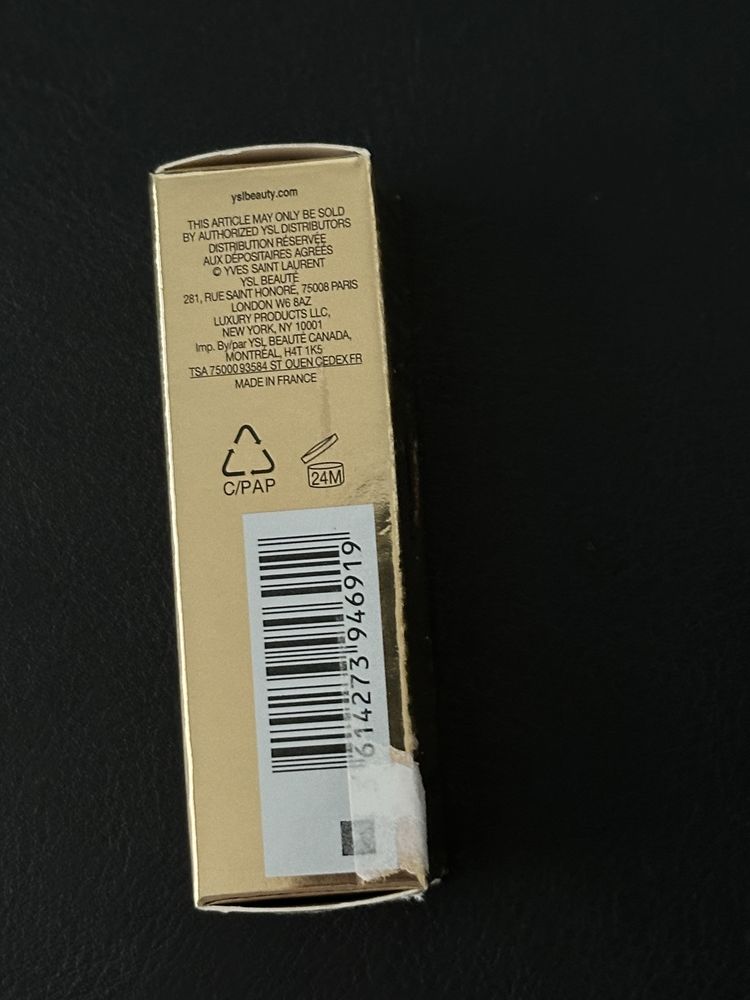 yslbeauty.com
THIS ARTICLE MAY ONLY BE SOLD
BY AUTHORIZED YSL DISTRIBUTORS
DISTRIBUTION RÉSERVÉE
AUX DÉPOSITAIRES AGRÉÉS
© YVES SAINT LAURENT
YSL BEAUTÉ
281, RUE SAINT HONORÉ, 75008 PARIS
LONDON W6 8AZ
LUXURY PRODUCTS LLC,
NEW YORK, NY 10001
Imp. By/par YSL BEAUTÉ CANADA,
MONTRÉAL, H4T 1K5
TSA 75000 93584 ST OUEN CEDEX FR
MADE IN FRANCE
C/PAP
24M
614273 946919